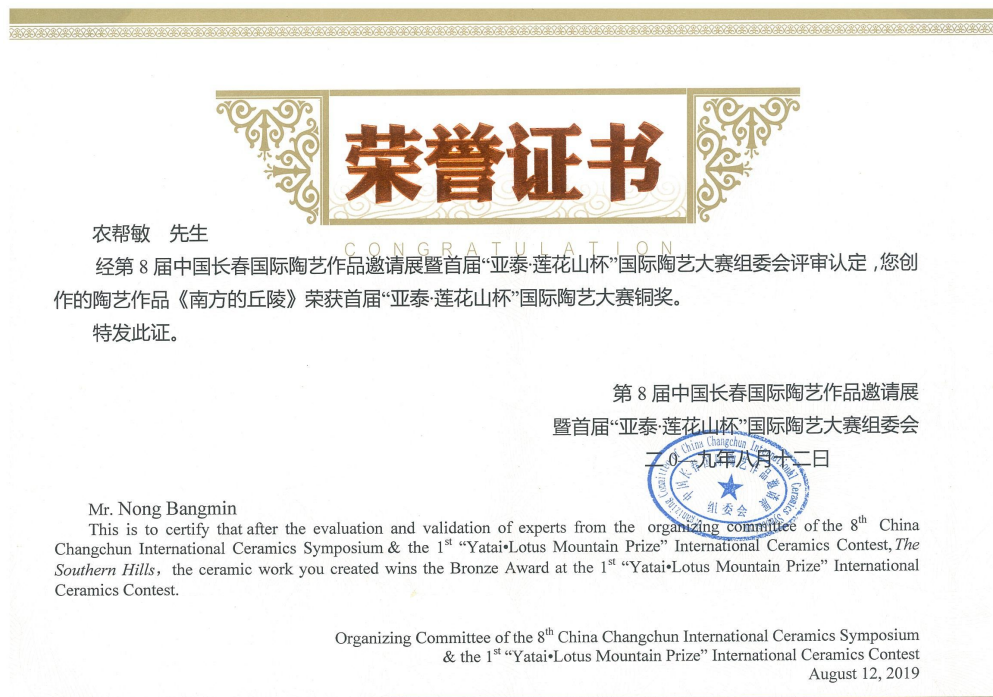 荣誉证书
CONGRATULATION
农帮敏 先生
经第 8 届中国长春国际陶艺作品邀请展暨首届“亚泰·莲花山杯”国际陶艺大赛组委会评审认定,您创
作的陶艺作品《南方的丘陵》荣获首届“亚泰·莲花山杯”国际陶艺大赛铜奖。
特发此证。
第 8 届中国长春国际陶艺作品邀请展
暨首届“亚泰·莲花山杯”国际陶艺大赛组委会
二〇一九年八月十二日
组委会
Mr. Nong Bangmin
This is to certify that after the evaluation and validation of experts from the organizing committee of the 8th China
Changchun International Ceramics Symposium & the 1st “Yatai•Lotus Mountain Prize” International Ceramics Contest, The
Southern Hills, the ceramic work you created wins the Bronze Award at the 1st “Yatai•Lotus Mountain Prize” International
Ceramics Contest.
Organizing Committee of the 8th China Changchun International Ceramics Symposium
& the 1st “Yatai•Lotus Mountain Prize” International Ceramics Contest
August 12, 2019